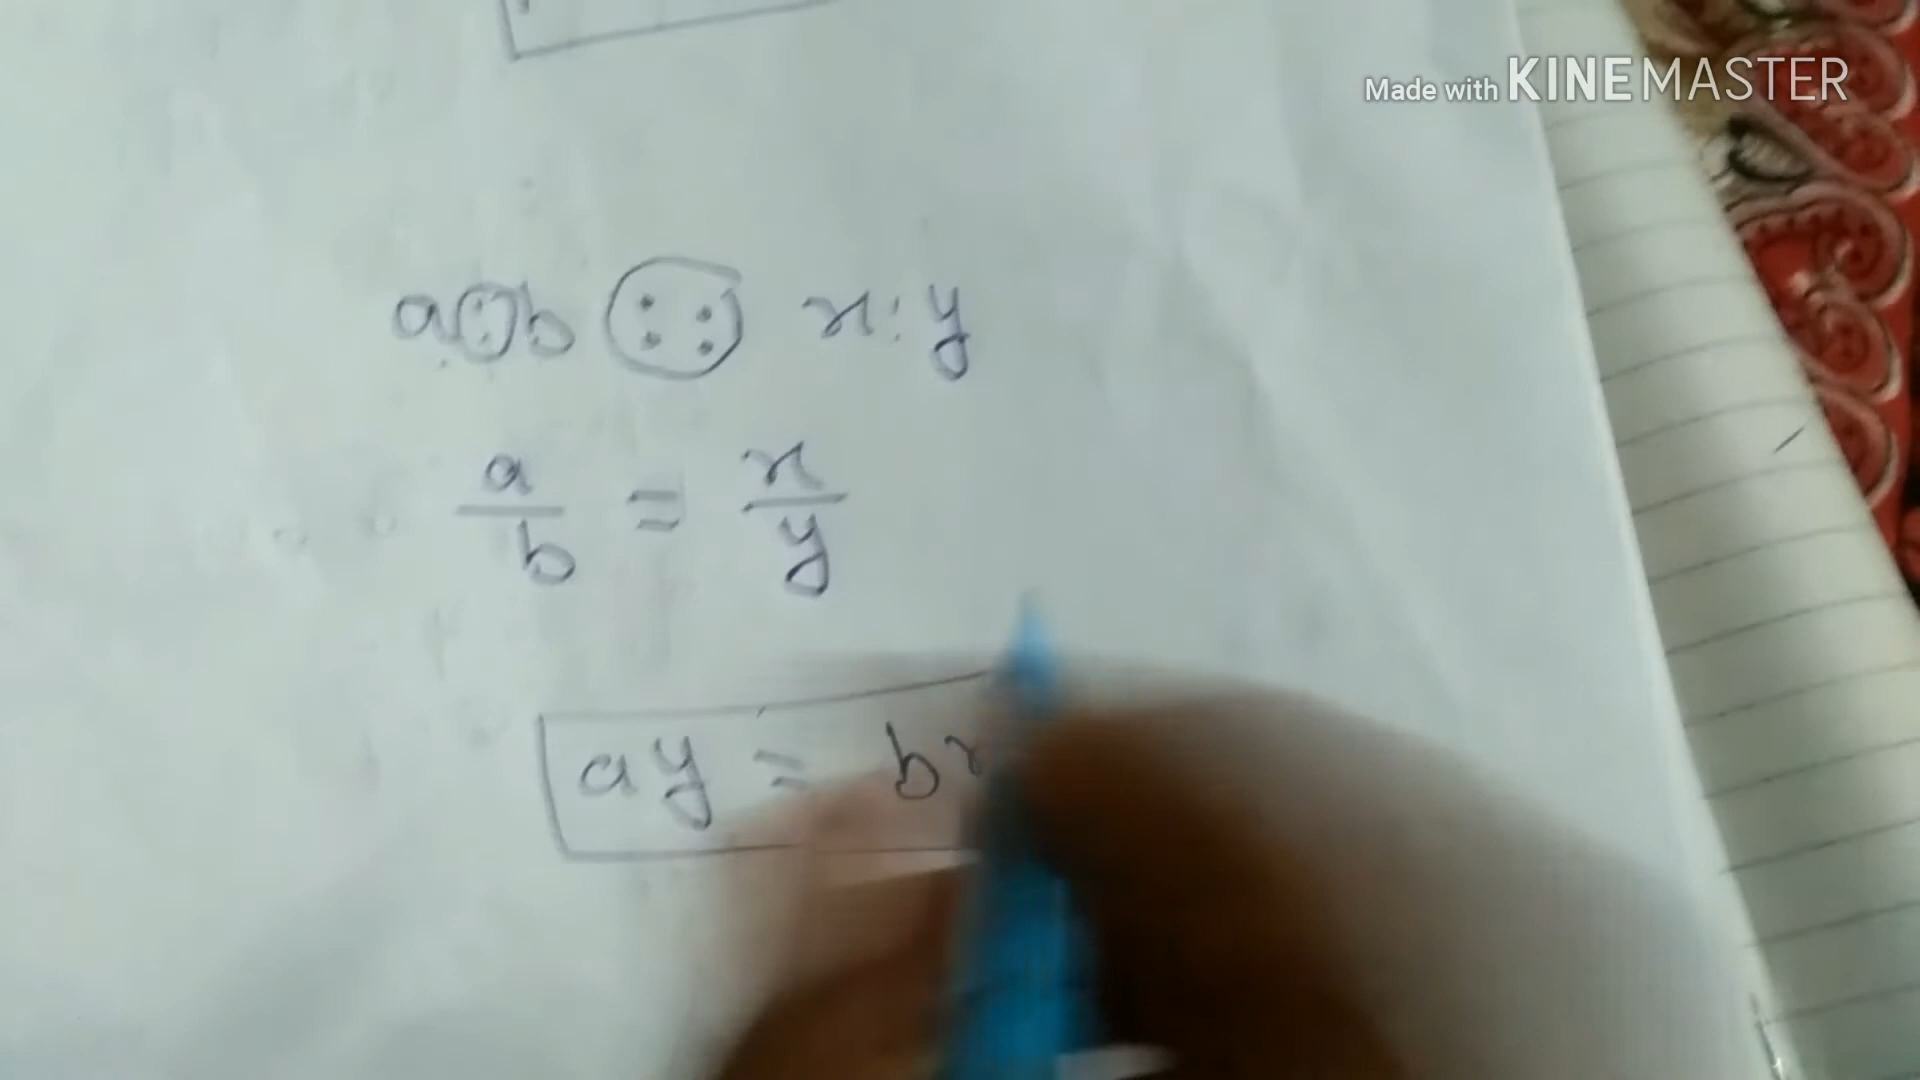 Made with KINEMASTER
a:b :: x:y
a/b = x/y
ay = bx